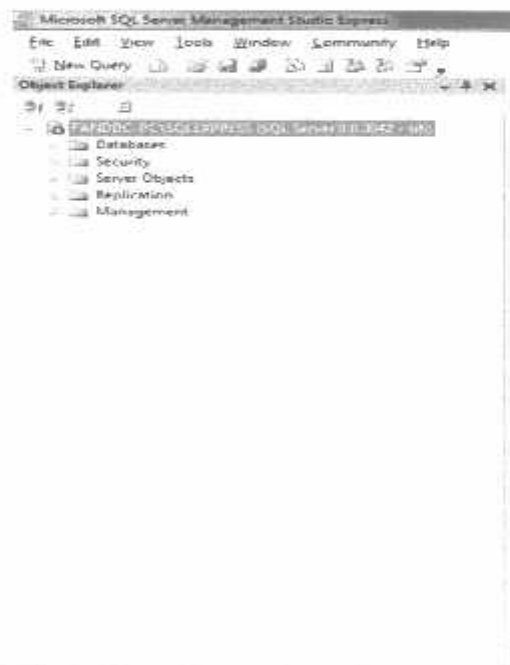 Microsoft SQL Server Management Studio Express
File Edit View Tools Window Community Help
New Query
Object Explorer
Databases
Security
Server Objects
Replication
Management